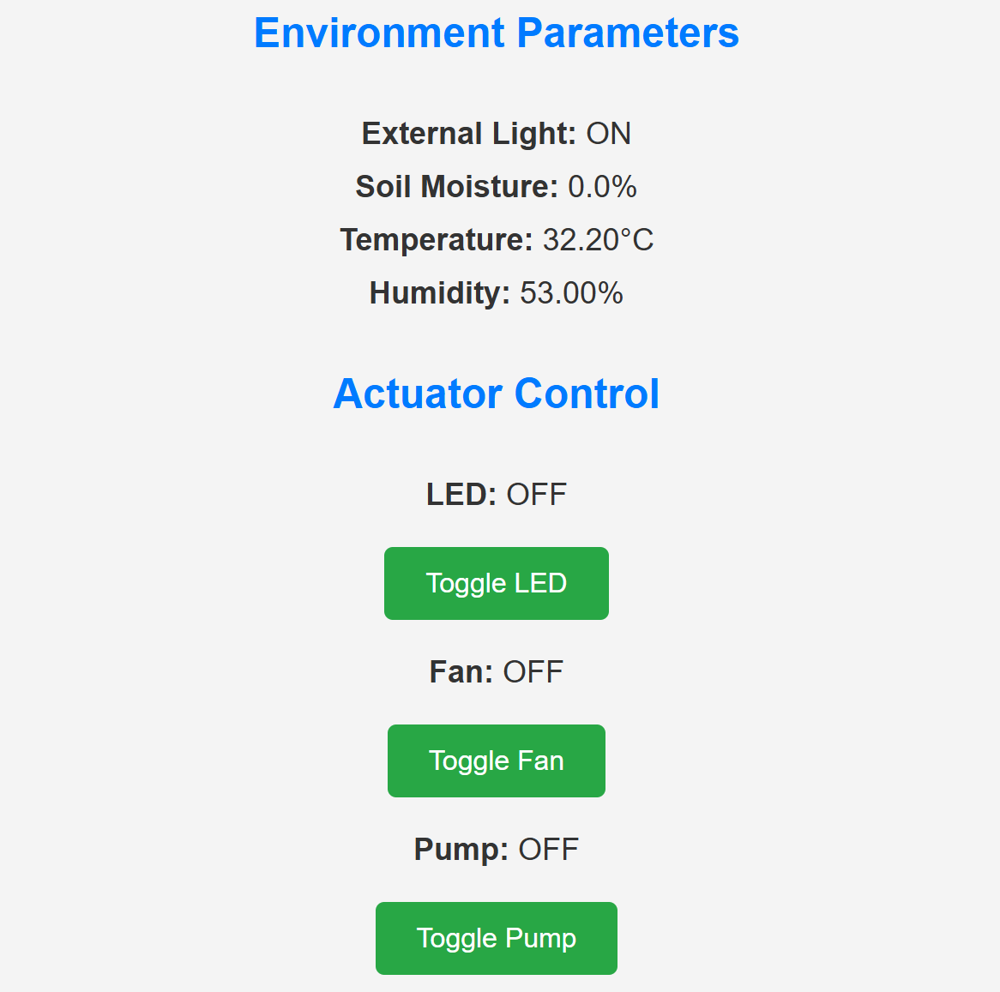 Environment Parameters
External Light: ON
Soil Moisture: 0.0%
Temperature: 32.20°C
Humidity: 53.00%
Actuator Control
LED: OFF
Toggle LED
Fan: OFF
Toggle Fan
Pump: OFF
Toggle Pump